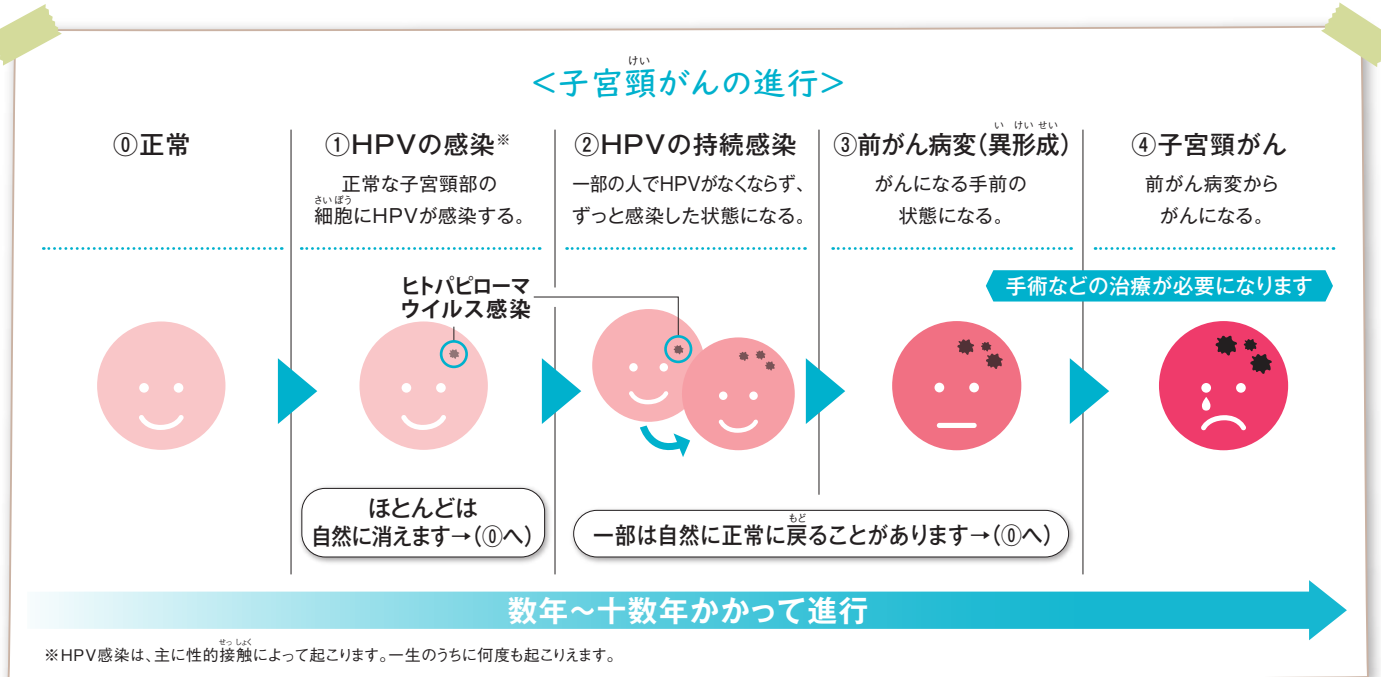 <子宮頸がんの進行>
けい
⓪正常
①HPVの感染※
正常な子宮頸部の
さいぼう
細胞にHPVが感染する。
②HPVの持続感染
一部の人でHPVがなくならず、
ずっと感染した状態になる。
い けい せい
③前がん病変(異形成)
がんになる手前の
状態になる。
④子宮頸がん
前がん病変から
がんになる。
手術などの治療が必要になります
ヒトパピローマ
ウイルス感染
ほとんどは
自然に消えます→(⓪へ)
もど
一部は自然に正常に戻ることがあります→(⓪へ)
数年～十数年かかって進行
せっしょく
※HPV感染は、主に性的接触によって起こります。一生のうちに何度も起こりえます。